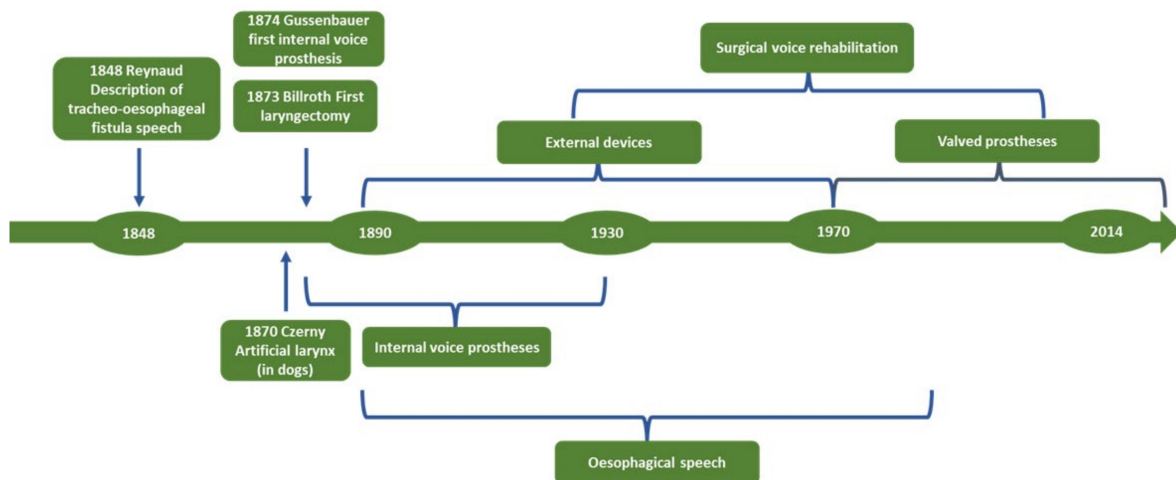 1874 Gussenbauer
first internal voice
prosthesis
Surgical voice rehabilitation
1848 Reynaud
Description of
tracheo-oesophageal
fistula speech
1873 Billroth First
laryngectomy
External devices
Valved prostheses
1848
1890
1930
1970
2014
1870 Czerny
Artificial larynx
(in dogs)
Internal voice prostheses
Oesophagical speech